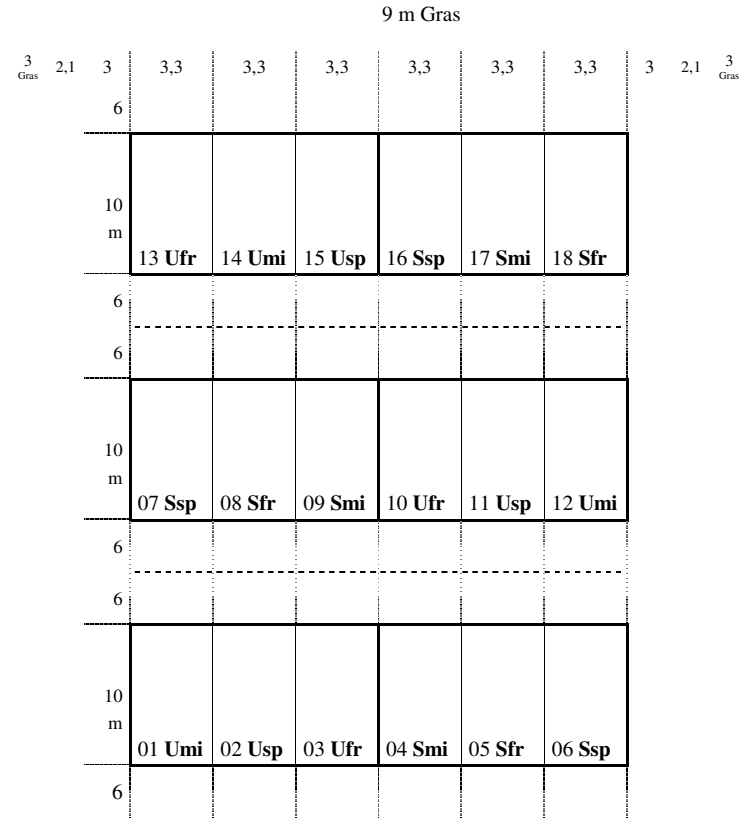 9 m Gras
3 2,1 3 3,3 3,3 3,3 3,3 3,3 3,3 3 2,1 3
Gras Gras
6
10
m
13 Ufr 14 Umi 15 Usp 16 Ssp 17 Smi 18 Sfr
6
6
10
m
07 Ssp 08 Sfr 09 Smi 10 Ufr 11 Usp 12 Umi
6
6
10
m
01 Umi 02 Usp 03 Ufr 04 Smi 05 Sfr 06 Ssp
6